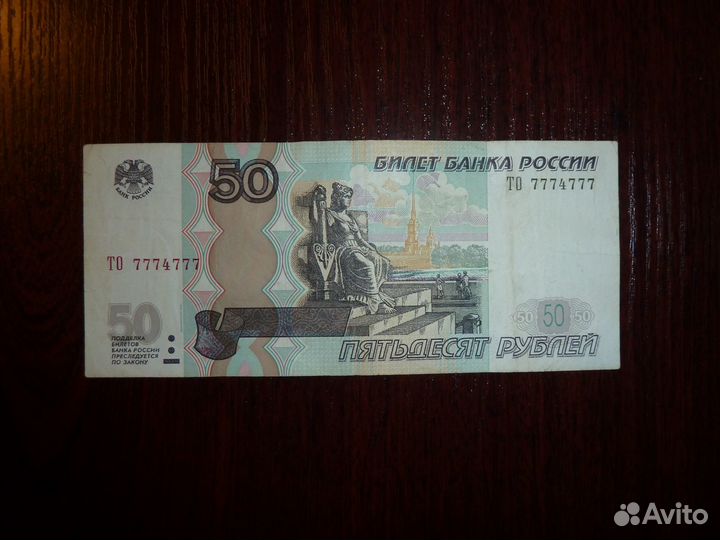 БАНК РОССИИ
50
БИЛЕТ БАНКА РОССИИ
ТО 7774777
ТО 7774777
50
ПОДДЕЛКА
БИЛЕТОВ
БАНКА РОССИИ
ПРЕСЛЕДУЕТСЯ
ПО ЗАКОНУ
50 50 50
ПЯТЬДЕСЯТ РУБЛЕЙ
Avito